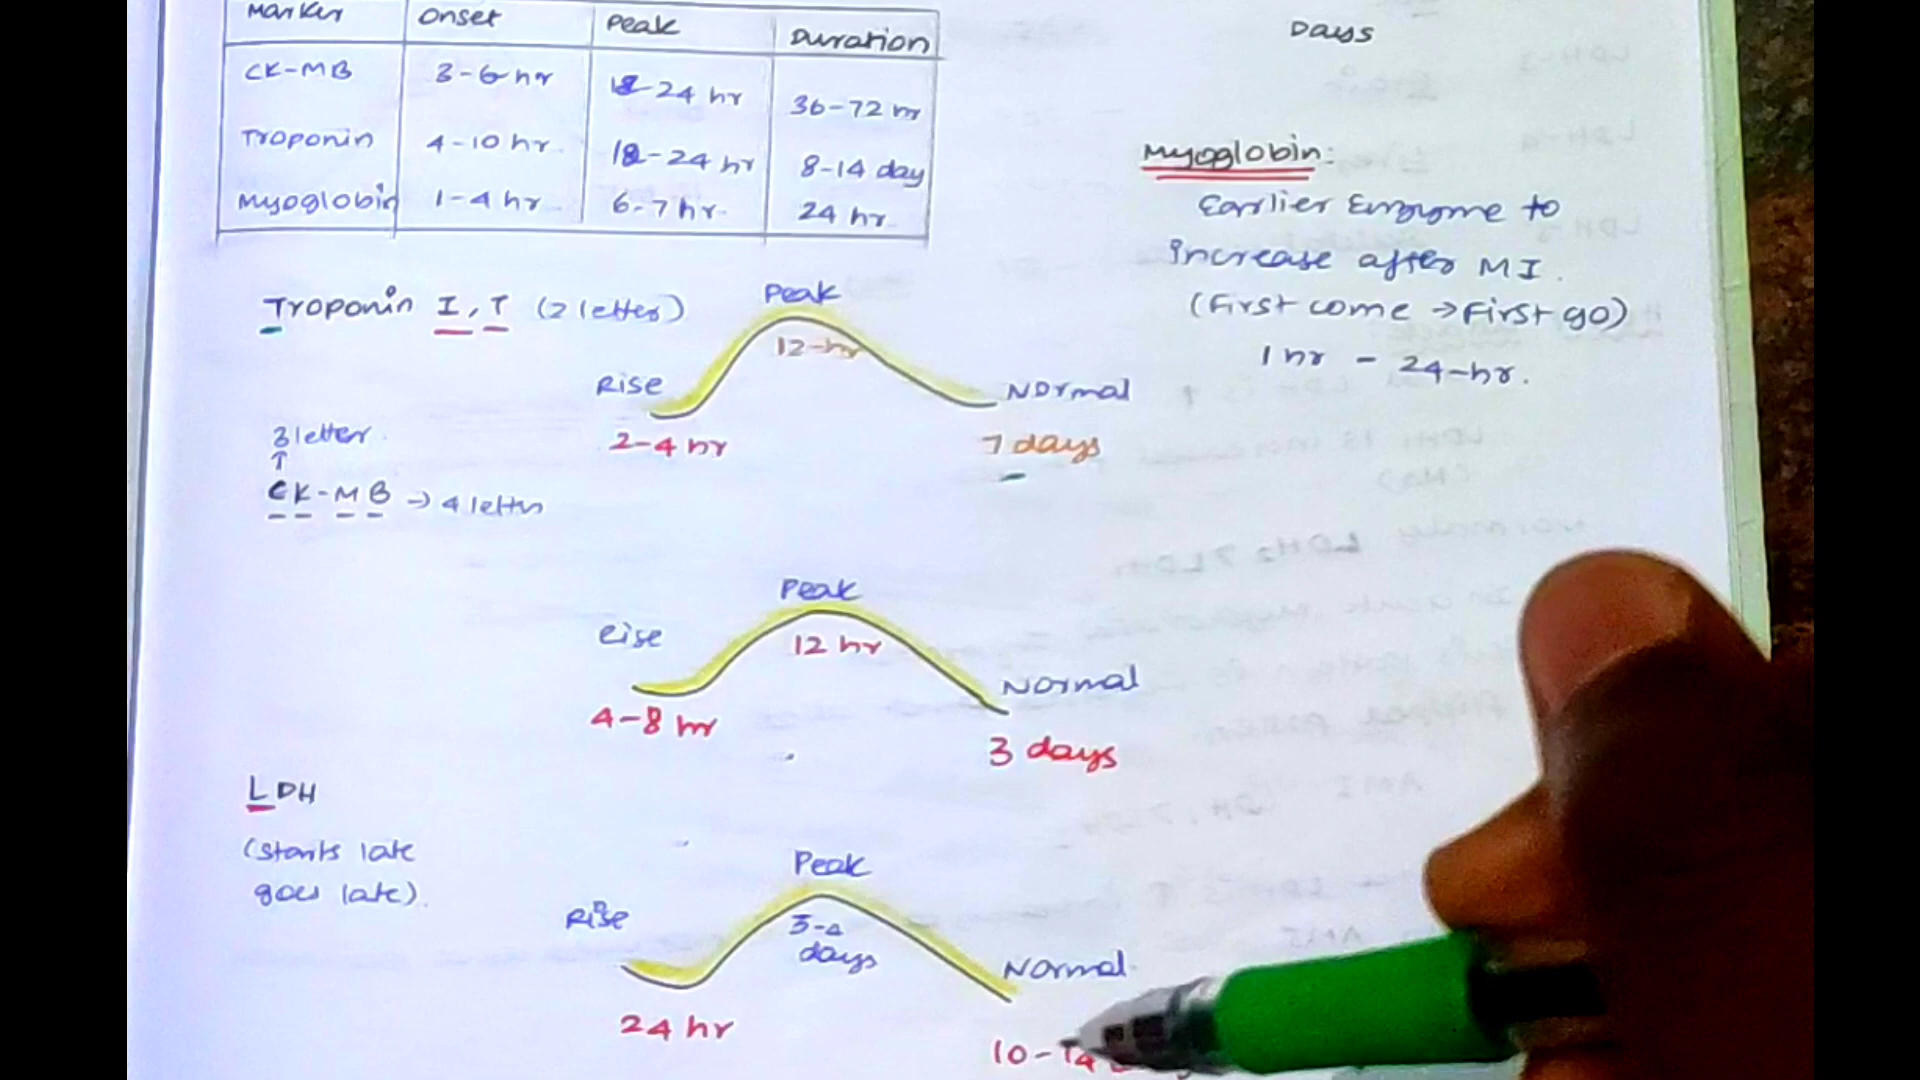 Marker Onset Peak Duration
CK-MB 3-6 hr 18-24 hr 36-72 hr
Troponin 4-10 hr 18-24 hr 8-14 day
Myoglobin 1-4 hr 6-7 hr 24 hr
Days
Myoglobin:
Earlier Enzyme to
increase after MI.
(First come → First go)
1 hr - 24-hr.
Troponin I, T (2 letter)
Peak
12-hr
Rise
Normal
2-4 hr
7 days
3 letter
↑
CK-MB → 4 letter
Peak
12 hr
Rise
Normal
4-8 hr
3 days
LDH
(starts late
goes late).
Peak
days
Rise
Normal
24 hr
10-14